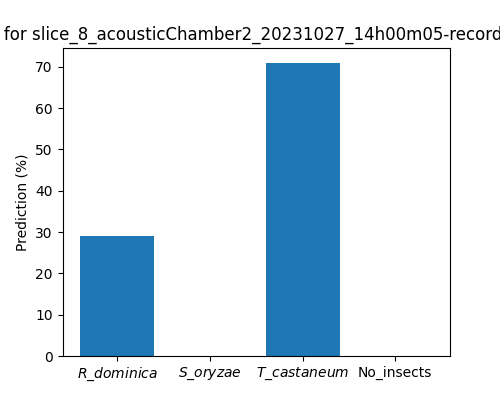 for slice_8_acousticChamber2_20231027_14h00m05-record
Prediction (%)
70
60
50
40
30
20
10
0
R_dominica S_oryzae T_castaneum No_insects